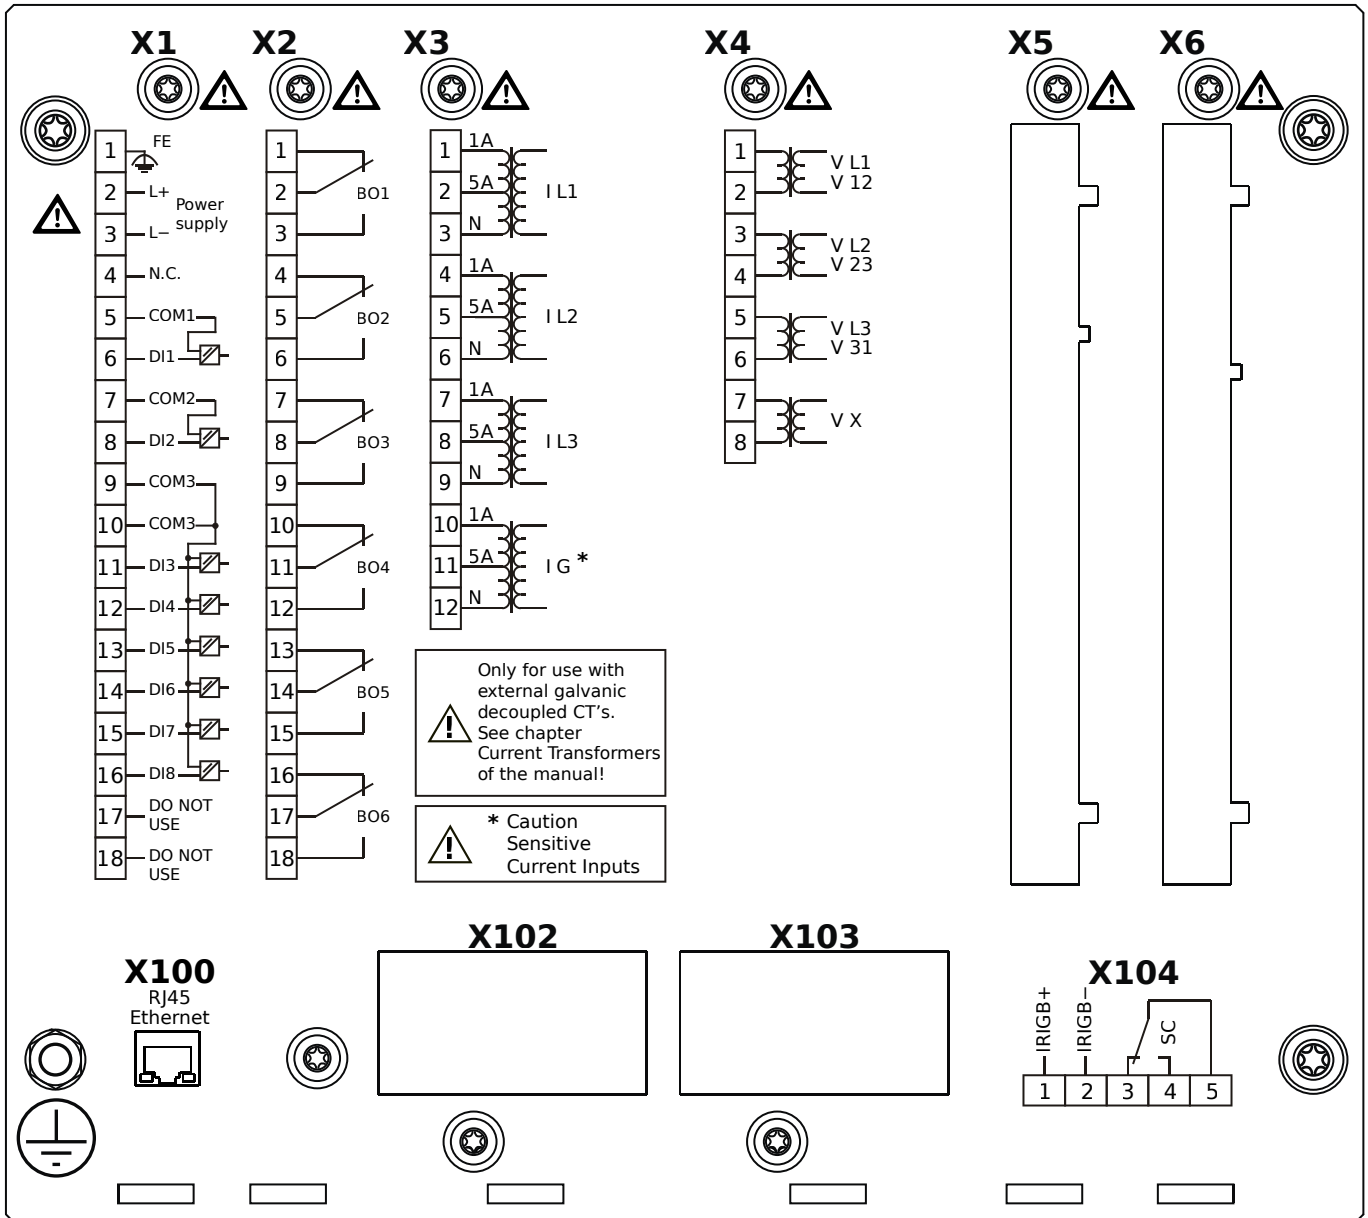 X1 X2 X3 X4 X5 X6
1 FE
2 L+
Power
supply
3 L−
4 N.C.
5 COM1
6 DI1
7 COM2
8 DI2
9 COM3
10 COM3
11 DI3
12 DI4
13 DI5
14 DI6
15 DI7
16 DI8
17 DO NOT
USE
18 DO NOT
USE
1
2 BO1
3
4
5 BO2
6
7
8 BO3
9
10
11 BO4
12
13
14 BO5
15
16
17 BO6
18
1 1A
2 5A I L1
3 N
4 1A
5 5A I L2
6 N
7 1A
8 5A I L3
9 N
10 1A
11 5A I G *
12 N
Only for use with
external galvanic
decoupled CT's.
See chapter
Current Transformers
of the manual!
* Caution
Sensitive
Current Inputs
1 V L1
2 V 12
3 V L2
4 V 23
5 V L3
6 V 31
7 V X
8
X100
RJ45
Ethernet
X102
X103
X104
IRIGB+
IRIGB−
SC
1 2 3 4 5